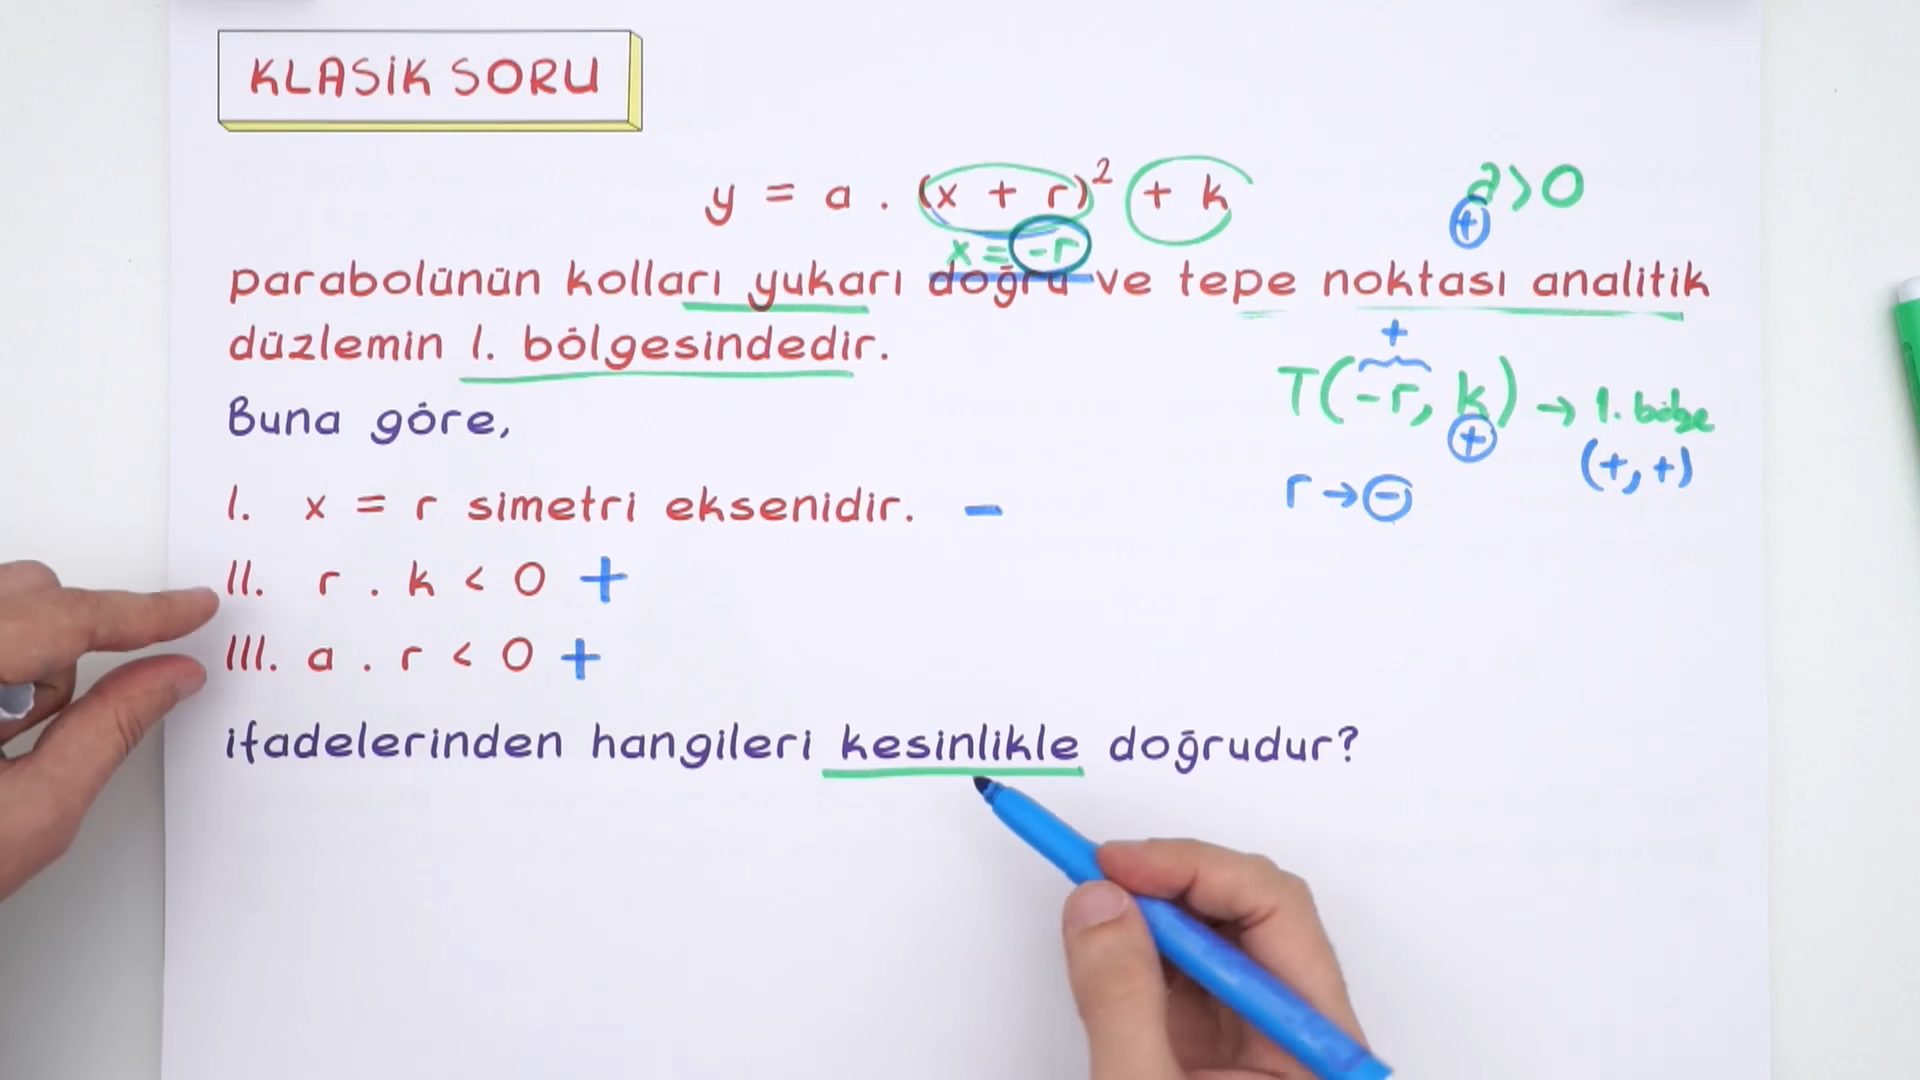 KLASİK SORU
y = a . (x + r)² + k
a > 0
+
x = -r
parabolünün kolları yukarı doğru ve tepe noktası analitik
düzlemin I. bölgesindedir.
+
T(-r, k) → 1. bölge
+
(+, +)
Buna göre,
r → -
I. x = r simetri eksenidir. -
II. r . k < 0 +
III. a . r < 0 +
ifadelerinden hangileri kesinlikle doğrudur?